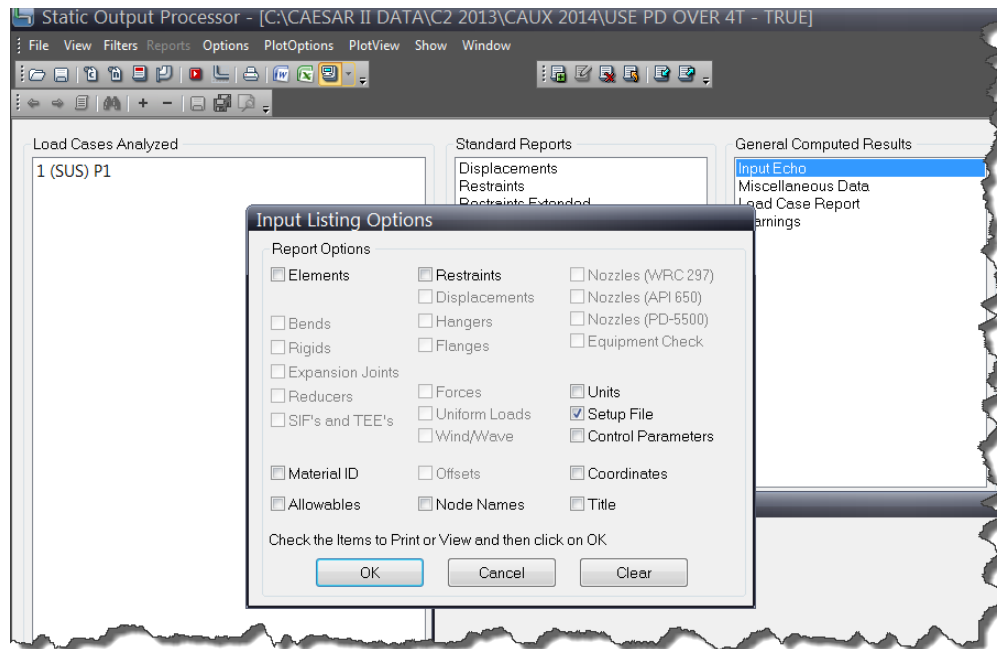 Static Output Processor - [C:\CAESAR II DATA\C2 2013\CAUX 2014\USE PD OVER 4T - TRUE]
File View Filters Reports Options PlotOptions PlotView Show Window
Load Cases Analyzed
1 (SUS) P1
Standard Reports
Displacements
Restraints
Restraints Extended
General Computed Results
Input Echo
Miscellaneous Data
Load Case Report
arnings
Input Listing Options
Report Options
Elements
Restraints
Nozzles (WRC 297)
Displacements
Nozzles (API 650)
Bends
Hangers
Nozzles (PD-5500)
Rigids
Flanges
Equipment Check
Expansion Joints
Reducers
Forces
Units
SIF's and TEE's
Uniform Loads
Setup File
Wind/Wave
Control Parameters
Material ID
Offsets
Coordinates
Allowables
Node Names
Title
Check the Items to Print or View and then click on OK
OK
Cancel
Clear